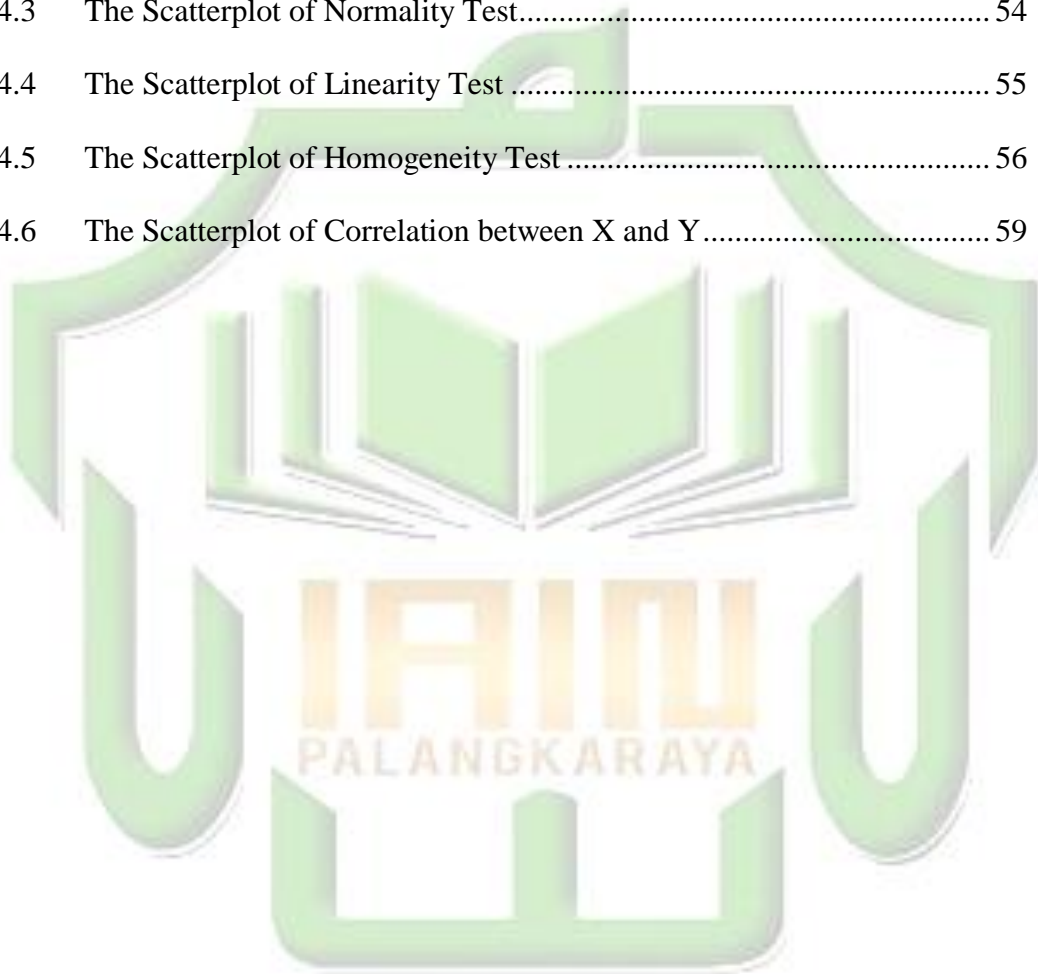 4.3 The Scatterplot of Normality Test.................................................................. 54
4.4 The Scatterplot of Linearity Test ................................................................... 55
4.5 The Scatterplot of Homogeneity Test ........................................................... 56
4.6 The Scatterplot of Correlation between X and Y........................................ 59
IAIN
PALANGKARAYA